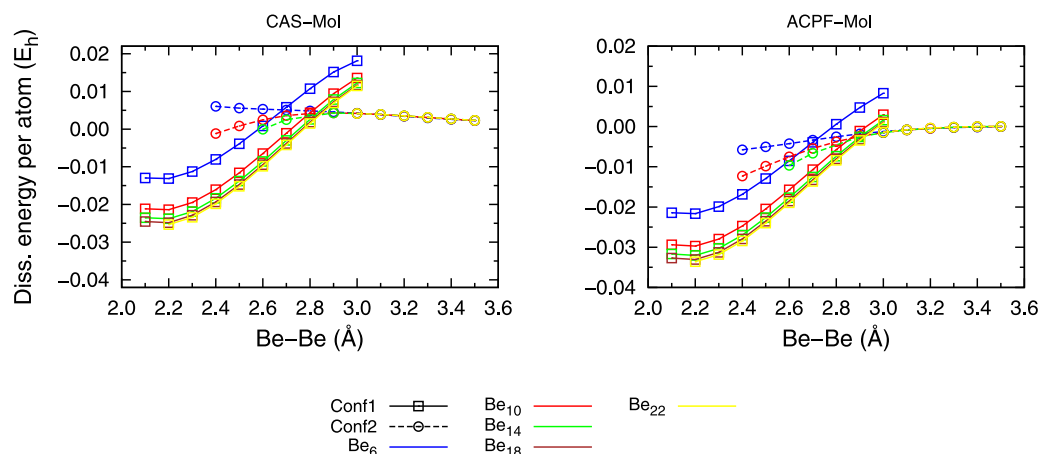 CAS−Mol
ACPF−Mol
Diss. energy per atom (E_h)
0.02
0.01
0.00
−0.01
−0.02
−0.03
−0.04
2.0 2.2 2.4 2.6 2.8 3.0 3.2 3.4 3.6
Be−Be (Å)
0.02
0.01
0.00
−0.01
−0.02
−0.03
−0.04
2.0 2.2 2.4 2.6 2.8 3.0 3.2 3.4 3.6
Be−Be (Å)
Conf1
Conf2
Be₆
Be₁₀
Be₁₄
Be₁₈
Be₂₂